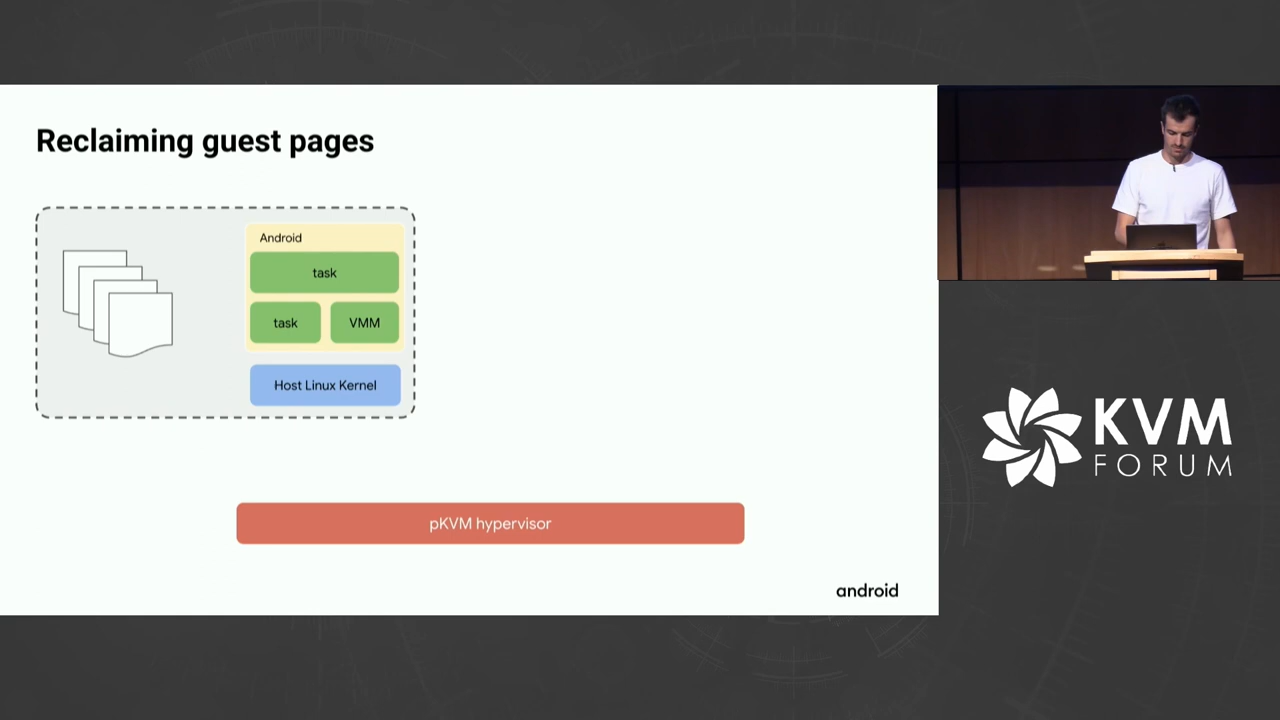 Reclaiming guest pages
Android
task
task
VMM
Host Linux Kernel
pKVM hypervisor
android
KVM
FORUM